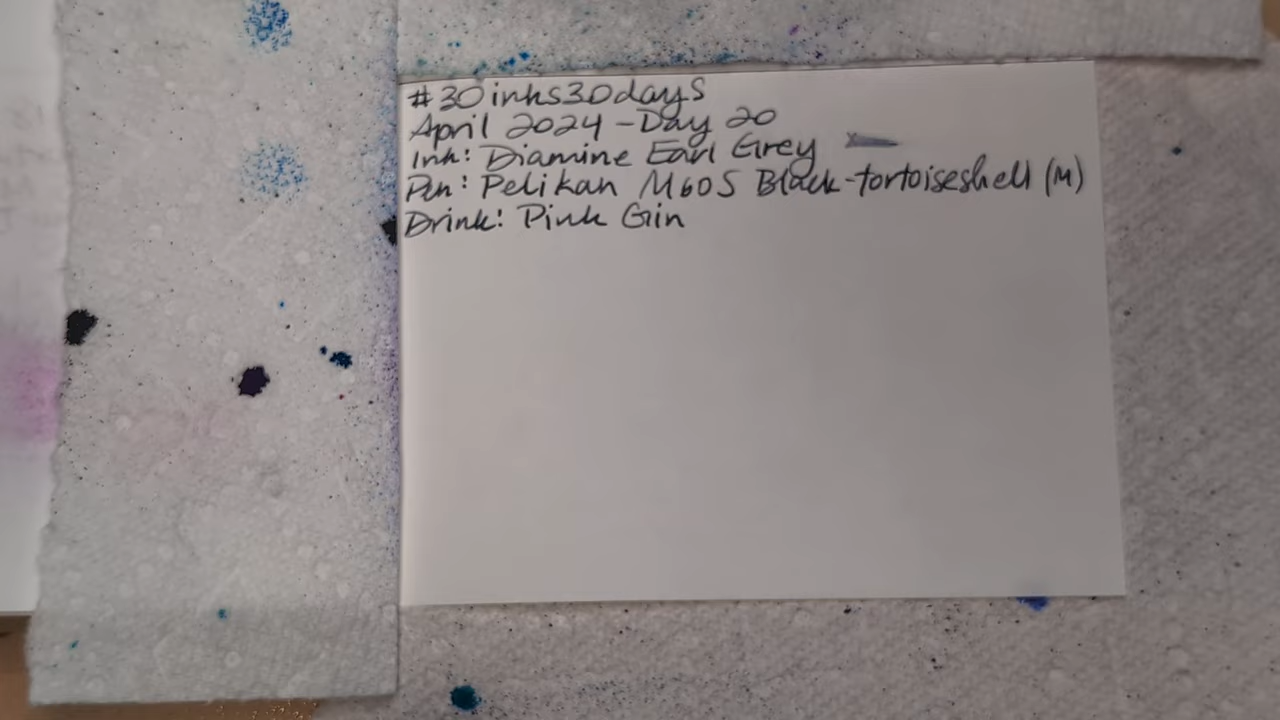 #30inks30days
April 2024 - Day 20
Ink: Diamine Earl Grey
Pen: Pelikan M605 Black-tortoiseshell (M)
Drink: Pink Gin